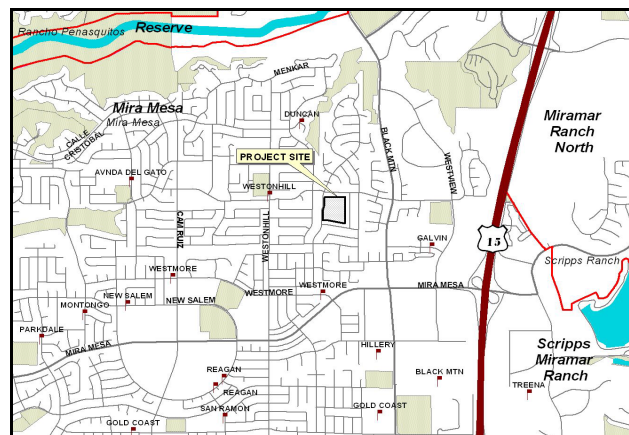 Rancho Penasquitos
Reserve
MENKAR
Mira Mesa
Mira Mesa
DUNCAN
Miramar
Ranch
North
CALLE
CRISTOBAL
BLACK MTN
PROJECT SITE
WESTVIEW
AVNDA DEL GATO
WESTONHILL
CAM RUIZ
WESTONHILL
GALVIN
15
Scripps Ranch
WESTMORE
MIRA MESA
NEW SALEM
NEW SALEM
WESTMORE
WESTMORE
MONTONGO
PARKDALE
MIRA MESA
HILLERY
Scripps
Miramar
Ranch
REAGAN
BLACK MTN
TREENA
REAGAN
SAN RAMON
GOLD COAST
GOLD COAST